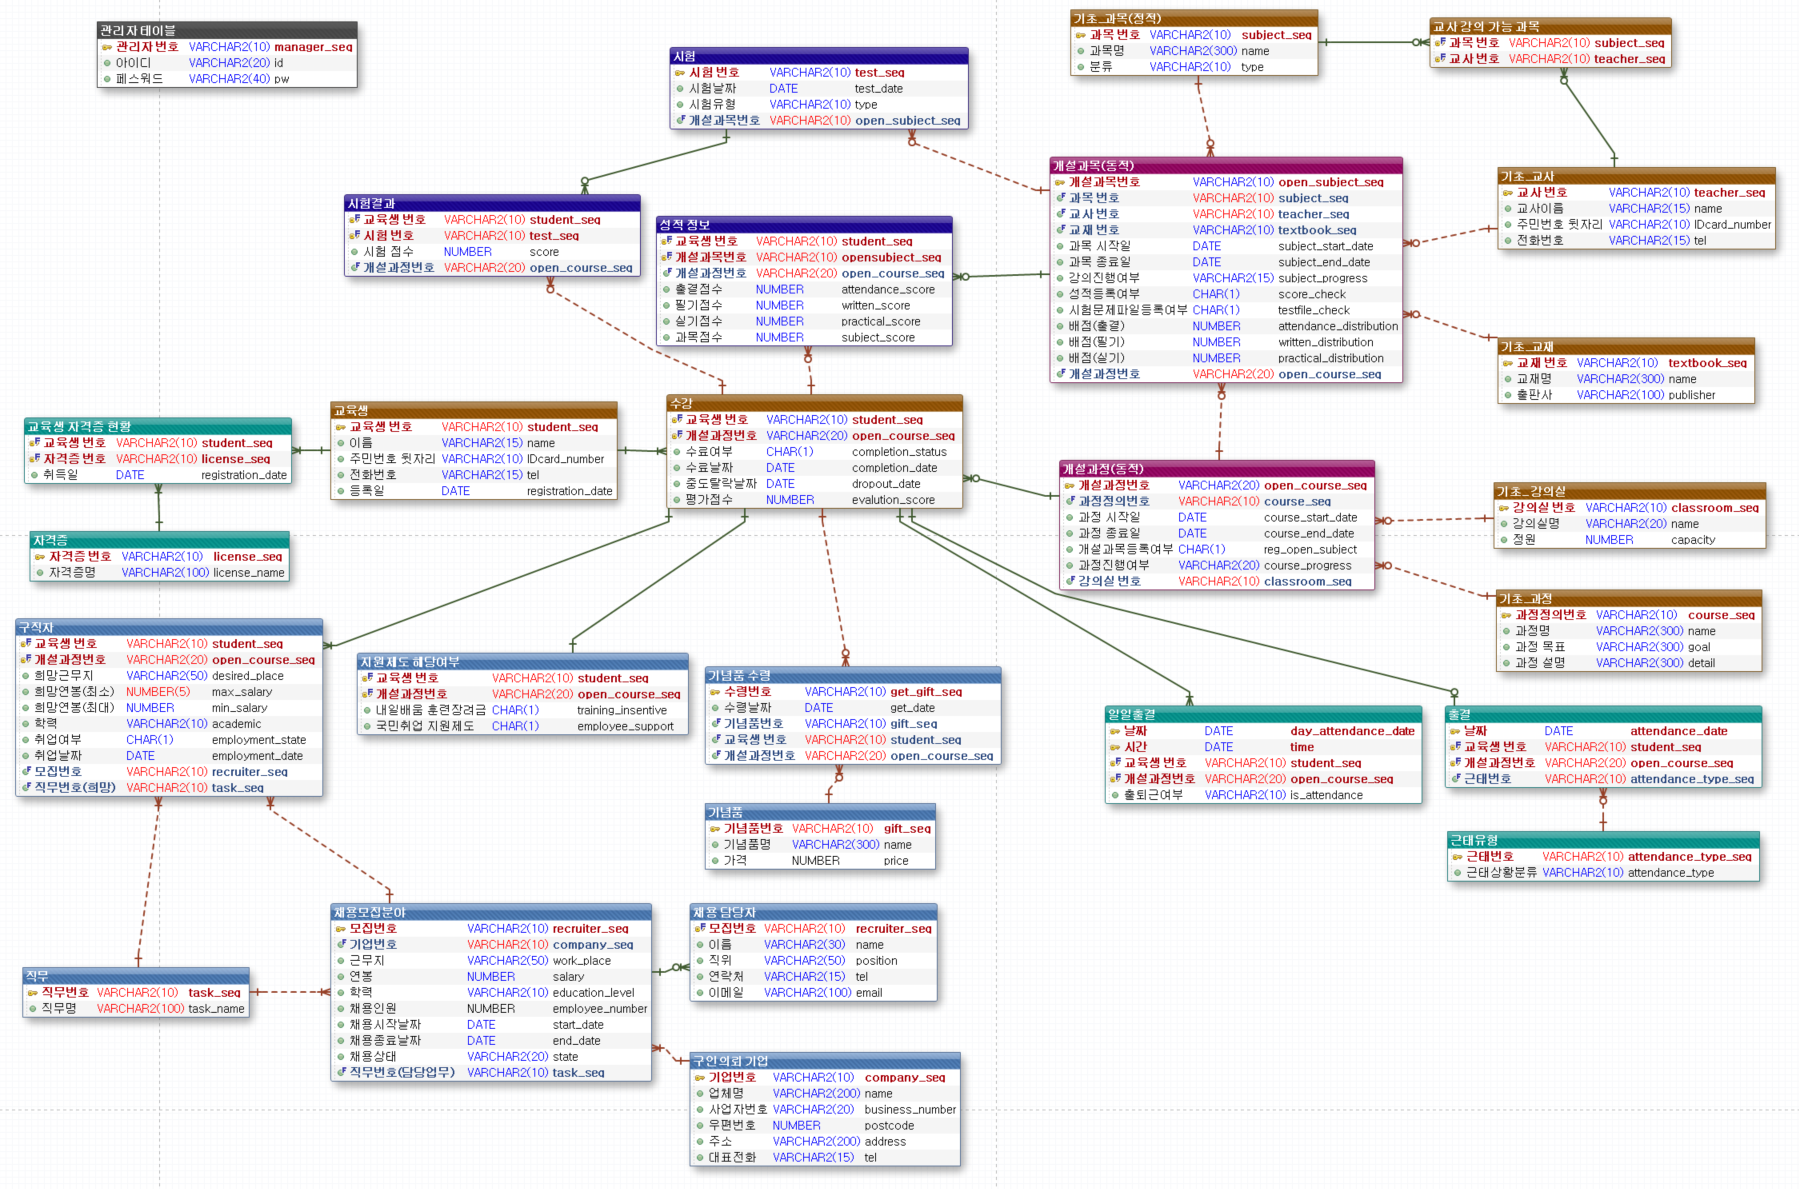 관리자 테이블
관리자 번호 VARCHAR2(10) manager_seq
아이디 VARCHAR2(20) id
페스워드 VARCHAR2(40) pw
시험
시험 번호 VARCHAR2(10) test_seq
시험날짜 DATE test_date
시험유형 VARCHAR2(10) type
개설과목번호 VARCHAR2(10) open_subject_seq
기초_과목(정적)
과목 번호 VARCHAR2(10) subject_seq
과목명 VARCHAR2(300) name
분류 VARCHAR2(10) type
교사 강의 가능 과목
과목 번호 VARCHAR2(10) subject_seq
교사 번호 VARCHAR2(10) teacher_seq
시험결과
교육생 번호 VARCHAR2(10) student_seq
시험 번호 VARCHAR2(10) test_seq
시험 점수 NUMBER score
개설과정번호 VARCHAR2(20) open_course_seq
성적 정보
교육생 번호 VARCHAR2(10) student_seq
개설과목번호 VARCHAR2(10) opensubject_seq
개설과정번호 VARCHAR2(20) open_course_seq
출결점수 NUMBER attendance_score
필기점수 NUMBER written_score
실기점수 NUMBER practical_score
과목점수 NUMBER subject_score
개설과목(동적)
개설과목번호 VARCHAR2(10) open_subject_seq
과목 번호 VARCHAR2(10) subject_seq
교사 번호 VARCHAR2(10) teacher_seq
교재 번호 VARCHAR2(10) textbook_seq
과목 시작일 DATE subject_start_date
과목 종료일 DATE subject_end_date
강의진행여부 VARCHAR2(15) subject_progress
성적등록여부 CHAR(1) score_check
시험문제파일등록여부 CHAR(1) testfile_check
배점(출결) NUMBER attendance_distribution
배점(필기) NUMBER written_distribution
배점(실기) NUMBER practical_distribution
개설과정번호 VARCHAR2(20) open_course_seq
기초_교사
교사 번호 VARCHAR2(10) teacher_seq
교사이름 VARCHAR2(15) name
주민번호 뒷자리 VARCHAR2(10) IDcard_number
전화번호 VARCHAR2(15) tel
기초_교재
교재 번호 VARCHAR2(10) textbook_seq
교재명 VARCHAR2(300) name
출판사 VARCHAR2(100) publisher
교육생 자격증 현황
교육생 번호 VARCHAR2(10) student_seq
자격증 번호 VARCHAR2(10) license_seq
취득일 DATE registration_date
교육생
교육생 번호 VARCHAR2(10) student_seq
이름 VARCHAR2(15) name
주민번호 뒷자리 VARCHAR2(10) IDcard_number
전화번호 VARCHAR2(15) tel
등록일 DATE registration_date
수강
교육생 번호 VARCHAR2(10) student_seq
개설과정번호 VARCHAR2(20) open_course_seq
수료여부 CHAR(1) completion_status
수료날짜 DATE completion_date
중도탈락날짜 DATE dropout_date
평가점수 NUMBER evalution_score
개설과정(동적)
개설과정번호 VARCHAR2(20) open_course_seq
과정정의번호 VARCHAR2(10) course_seq
과정 시작일 DATE course_start_date
과정 종료일 DATE course_end_date
개설과목등록여부 CHAR(1) reg_open_subject
과정진행여부 VARCHAR2(20) course_progress
강의실 번호 VARCHAR2(10) classroom_seq
기초_강의실
강의실 번호 VARCHAR2(10) classroom_seq
강의실명 VARCHAR2(20) name
정원 NUMBER capacity
자격증
자격증 번호 VARCHAR2(10) license_seq
자격증명 VARCHAR2(100) license_name
기초_과정
과정정의번호 VARCHAR2(10) course_seq
과정명 VARCHAR2(300) name
과정 목표 VARCHAR2(300) goal
과정 설명 VARCHAR2(300) detail
구직자
교육생 번호 VARCHAR2(10) student_seq
개설과정번호 VARCHAR2(20) open_course_seq
희망근무지 VARCHAR2(50) desired_place
희망연봉(최소) NUMBER(5) max_salary
희망연봉(최대) NUMBER min_salary
학력 VARCHAR2(10) academic
취업여부 CHAR(1) employment_state
취업날짜 DATE employment_date
모집번호 VARCHAR2(10) recruiter_seq
직무번호(희망) VARCHAR2(10) task_seq
지원제도 해당여부
교육생 번호 VARCHAR2(10) student_seq
개설과정번호 VARCHAR2(20) open_course_seq
내일배움 훈련장려금 CHAR(1) training_insentive
국민취업 지원제도 CHAR(1) employee_support
기념품 수령
수령번호 VARCHAR2(10) get_gift_seq
수령날짜 DATE get_date
기념품번호 VARCHAR2(10) gift_seq
교육생 번호 VARCHAR2(10) student_seq
개설과정번호 VARCHAR2(20) open_course_seq
일일출결
날짜 DATE day_attendance_date
시간 DATE time
교육생 번호 VARCHAR2(10) student_seq
개설과정번호 VARCHAR2(20) open_course_seq
출퇴근여부 VARCHAR2(10) is_attendance
출결
날짜 DATE attendance_date
교육생 번호 VARCHAR2(10) student_seq
개설과정번호 VARCHAR2(20) open_course_seq
근태번호 VARCHAR2(10) attendance_type_seq
기념품
기념품번호 VARCHAR2(10) gift_seq
기념품명 VARCHAR2(300) name
가격 NUMBER price
근태유형
근태번호 VARCHAR2(10) attendance_type_seq
근태상황분류 VARCHAR2(10) attendance_type
채용모집분야
모집번호 VARCHAR2(10) recruiter_seq
기업번호 VARCHAR2(10) company_seq
근무지 VARCHAR2(50) work_place
연봉 NUMBER salary
학력 VARCHAR2(10) education_level
채용인원 NUMBER employee_number
채용시작날짜 DATE start_date
채용종료날짜 DATE end_date
채용상태 VARCHAR2(20) state
직무번호(담당업무) VARCHAR2(10) task_seq
채용 담당자
모집번호 VARCHAR2(10) recruiter_seq
이름 VARCHAR2(30) name
직위 VARCHAR2(50) position
연락처 VARCHAR2(15) tel
이메일 VARCHAR2(100) email
직무
직무번호 VARCHAR2(10) task_seq
직무명 VARCHAR2(100) task_name
구인 의뢰 기업
기업번호 VARCHAR2(10) company_seq
업체명 VARCHAR2(200) name
사업자번호 VARCHAR2(20) business_number
우편번호 NUMBER postcode
주소 VARCHAR2(200) address
대표전화 VARCHAR2(15) tel